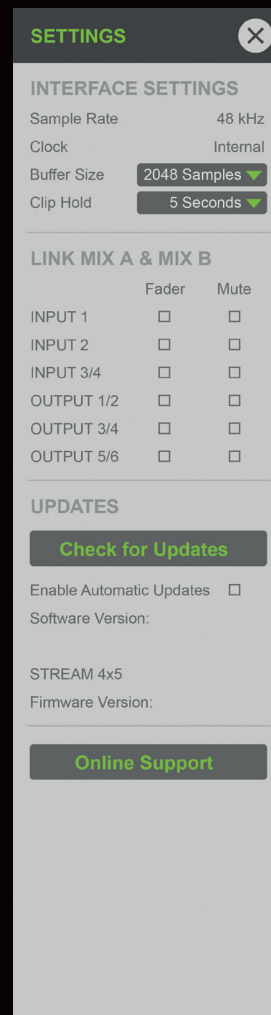 SETTINGS
INTERFACE SETTINGS
Sample Rate 48 kHz
Clock Internal
Buffer Size 2048 Samples
Clip Hold 5 Seconds
LINK MIX A & MIX B
Fader Mute
INPUT 1
INPUT 2
INPUT 3/4
OUTPUT 1/2
OUTPUT 3/4
OUTPUT 5/6
UPDATES
Check for Updates
Enable Automatic Updates
Software Version:
STREAM 4x5
Firmware Version:
Online Support